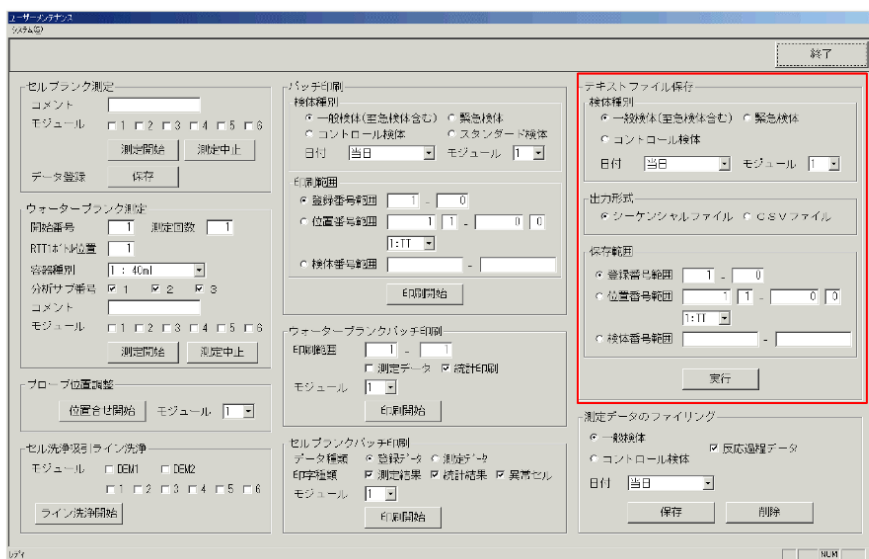 ユーザーメンテナンス
システム(S)
終了
セルブランク測定
コメント
モジュール 1 2 3 4 5 6
測定開始 測定中止
データ登録 保存
ウォーターブランク測定
開始番号 1 測定回数 1
RTT1ボトル位置 1
容器種別 1 : 40ml
分析サブ番号 1 2 3
コメント
モジュール 1 2 3 4 5 6
測定開始 測定中止
プローブ位置調整
位置合せ開始 モジュール 1
セル洗浄吸引ライン洗浄
モジュール DEM1 DEM2
1 2 3 4 5 6
ライン洗浄開始
バッチ印刷
検体種別
一般検体(至急検体含む) 緊急検体
コントロール検体 スタンダード検体
日付 当日 モジュール 1
印刷範囲
登録番号範囲 1 - 0
位置番号範囲 1 1 - 0 0
1:TT
検体番号範囲 -
印刷開始
ウォーターブランクバッチ印刷
印刷範囲 1 - 1
測定データ 統計印刷
モジュール 1
印刷開始
セルブランクバッチ印刷
データ種類 登録データ 測定データ
印字種類 測定結果 統計結果 異常セル
モジュール 1
印刷開始
テキストファイル保存
検体種別
一般検体(至急検体含む) 緊急検体
コントロール検体
日付 当日 モジュール 1
出力形式
シーケンシャルファイル CSVファイル
保存範囲
登録番号範囲 1 - 0
位置番号範囲 1 1 - 0 0
1:TT
検体番号範囲 -
実行
測定データのファイリング
一般検体
反応過程データ
コントロール検体
日付 当日
保存 削除
レディ NUM